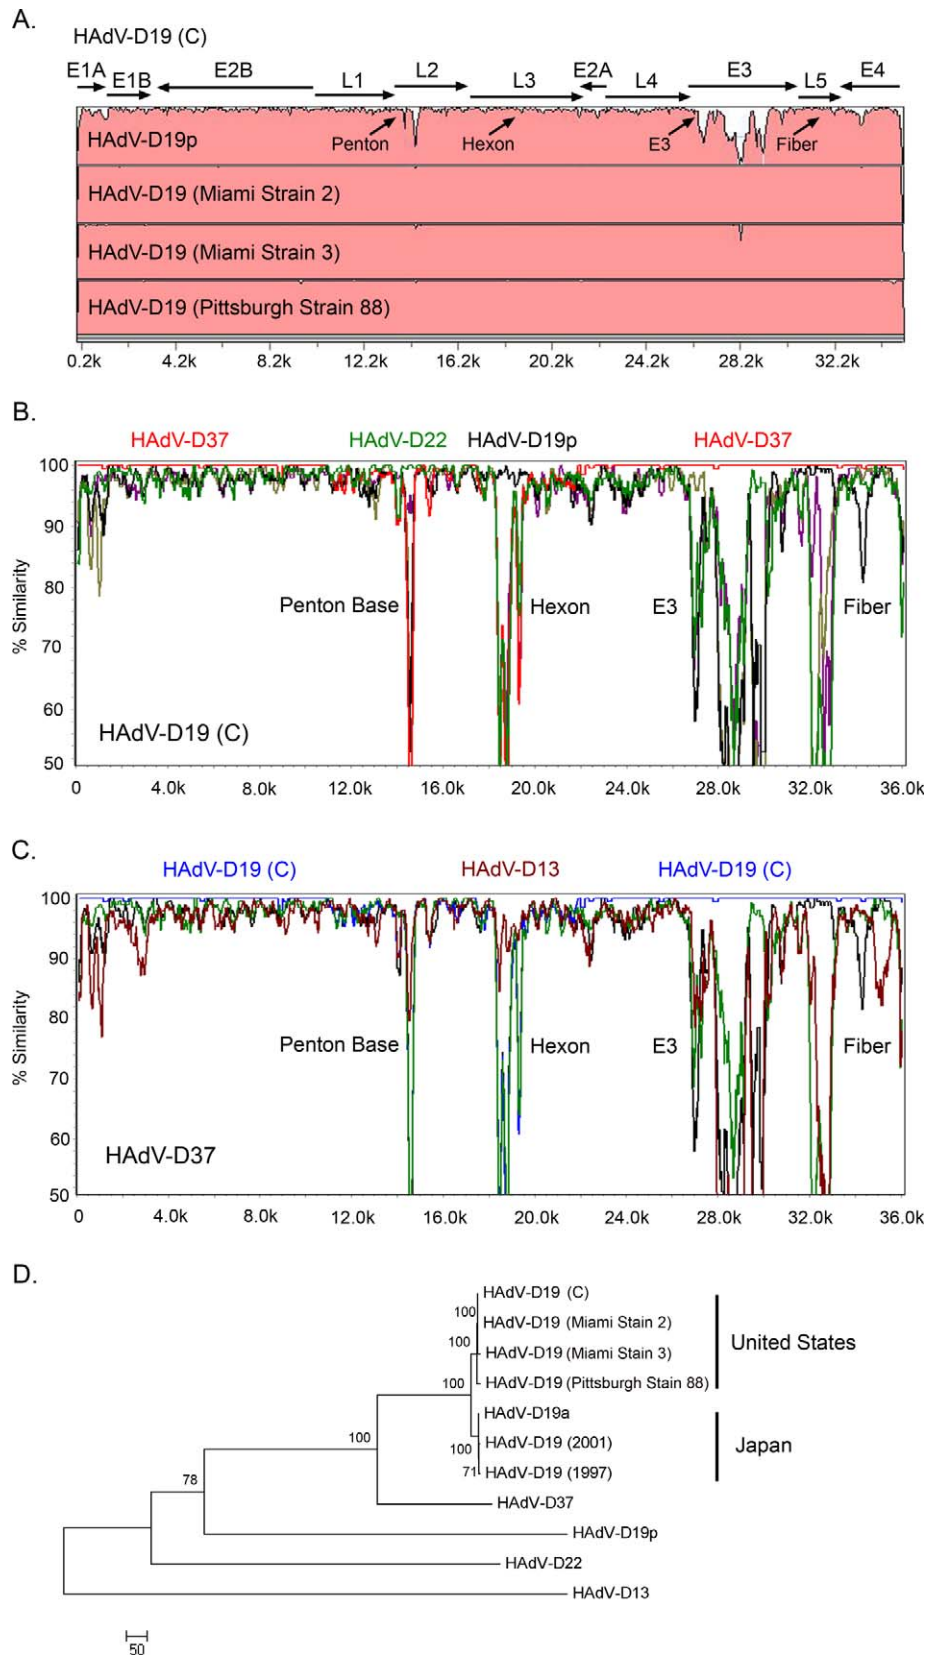 A.
HAdV-D19 (C)
E1A E1B E2B L1 L2 L3 E2A L4 E3 L5 E4
HAdV-D19p Penton Hexon E3 Fiber
HAdV-D19 (Miami Strain 2)
HAdV-D19 (Miami Strain 3)
HAdV-D19 (Pittsburgh Strain 88)
0.2k 4.2k 8.2k 12.2k 16.2k 20.2k 24.2k 28.2k 32.2k
B.
HAdV-D37 HAdV-D22 HAdV-D19p HAdV-D37
100
90
80
% Similarity
Penton Base Hexon E3 Fiber
70
60
HAdV-D19 (C)
50
0 4.0k 8.0k 12.0k 16.0k 20.0k 24.0k 28.0k 32.0k 36.0k
C.
HAdV-D19 (C) HAdV-D13 HAdV-D19 (C)
100
90
80
% Similarity
Penton Base Hexon E3 Fiber
70
60
HAdV-D37
50
0 4.0k 8.0k 12.0k 16.0k 20.0k 24.0k 28.0k 32.0k 36.0k
D.
HAdV-D19 (C)
100
HAdV-D19 (Miami Stain 2)
United States
100
HAdV-D19 (Miami Stain 3)
100
HAdV-D19 (Pittsburgh Stain 88)
HAdV-D19a
100
HAdV-D19 (2001)
Japan
100
71
HAdV-D19 (1997)
78
HAdV-D37
HAdV-D19p
HAdV-D22
HAdV-D13
50